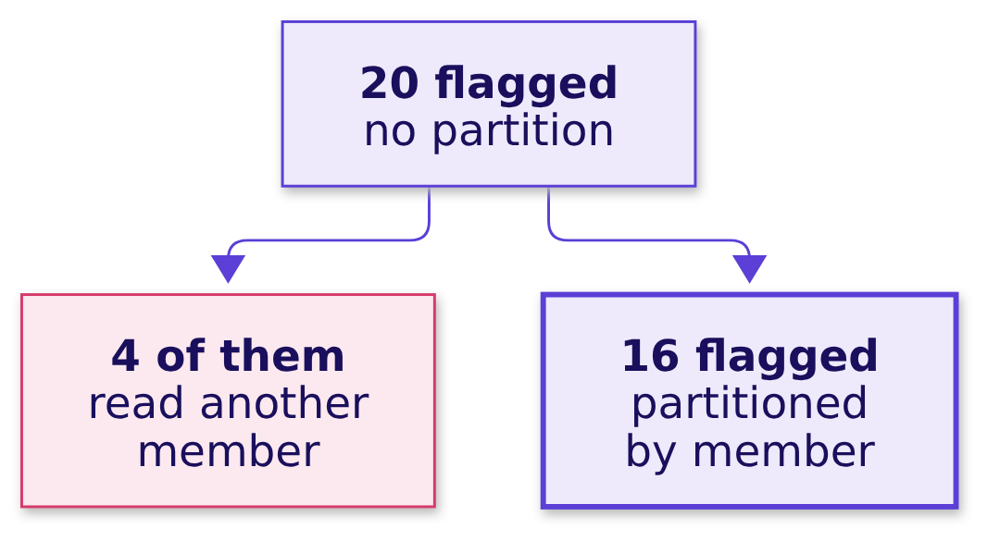 20 flagged
no partition
4 of them
read another
member
16 flagged
partitioned
by member